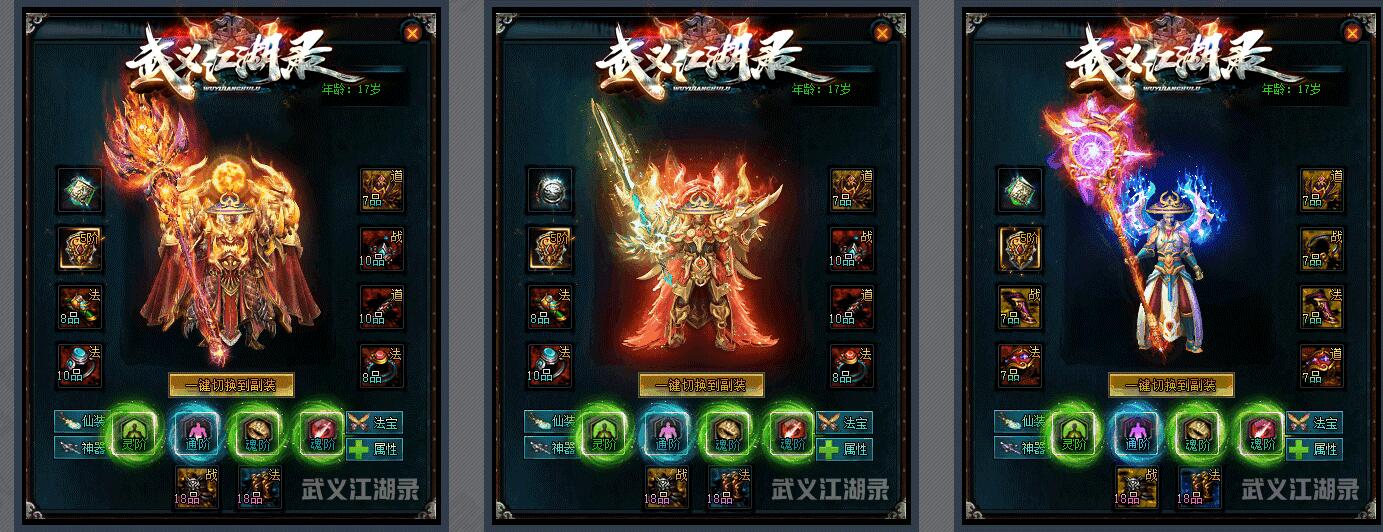 武义江湖录
WUYIJIANGHULU
年龄：17岁
道
7品
5阶
战
10品
法
8品
道
10品
法
10品
法
8品
一键切换到副装
仙装
灵阶
通阶
魂阶
魂阶
法宝
神器
属性
战
18品
法
18品
武义江湖录
武义江湖录
WUYIJIANGHULU
年龄：17岁
道
7品
5阶
战
10品
法
8品
道
10品
法
10品
法
8品
一键切换到副装
仙装
灵阶
通阶
魂阶
魂阶
法宝
神器
属性
战
18品
法
18品
武义江湖录
武义江湖录
WUYIJIANGHULU
年龄：17岁
道
7品
5阶
战
7品
战
7品
法
7品
法
7品
道
7品
一键切换到副装
仙装
灵阶
通阶
魂阶
魂阶
法宝
神器
属性
战
18品
法
18品
武义江湖录